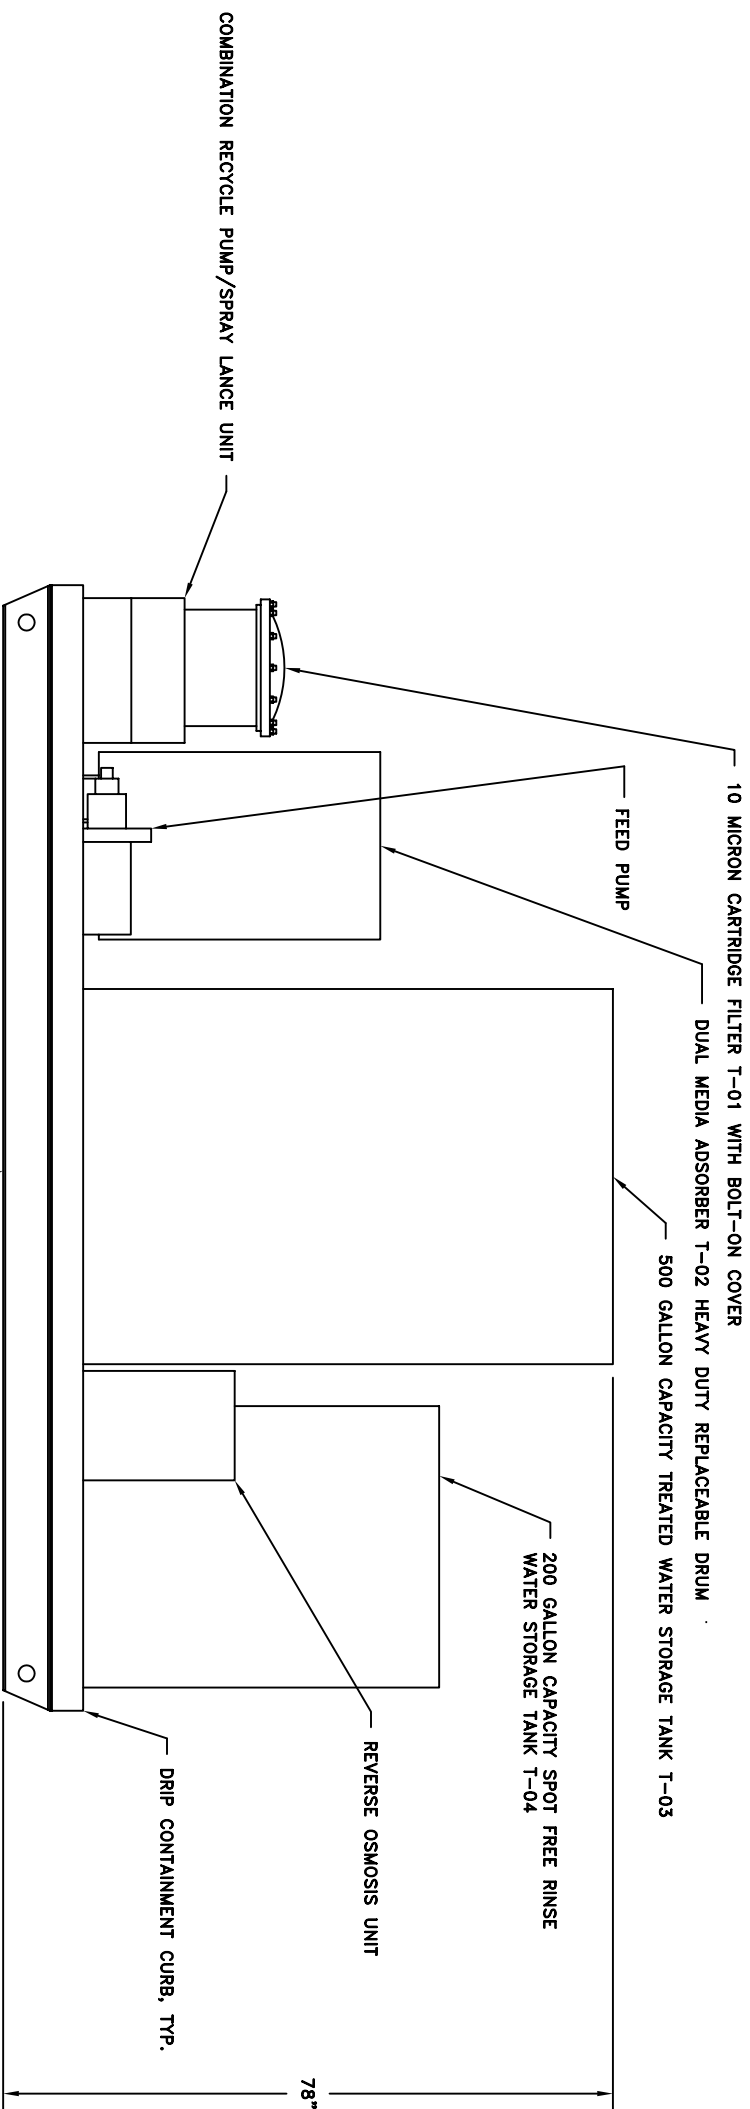 10 MICRON CARTRIDGE FILTER T-01 WITH BOLT-ON COVER
DUAL MEDIA ADSORBER T-02 HEAVY DUTY REPLACEABLE DRUM
500 GALLON CAPACITY TREATED WATER STORAGE TANK T-03
FEED PUMP
200 GALLON CAPACITY SPOT FREE RINSE
WATER STORAGE TANK T-04
REVERSE OSMOSIS UNIT
78"
COMBINATION RECYCLE PUMP/SPRAY LANCE UNIT
DRIP CONTAINMENT CURB, TYP.